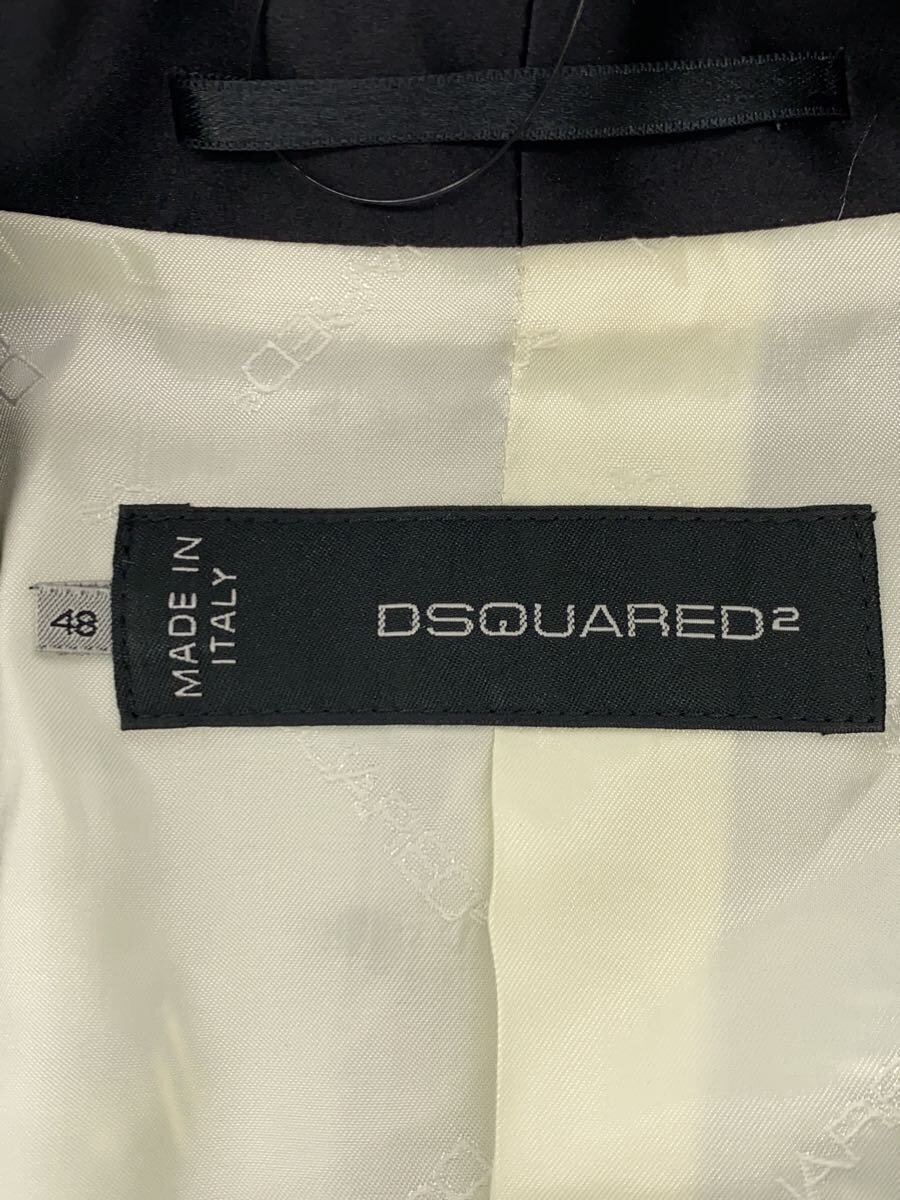 MADE IN
ITALY
DSQUARED2
48